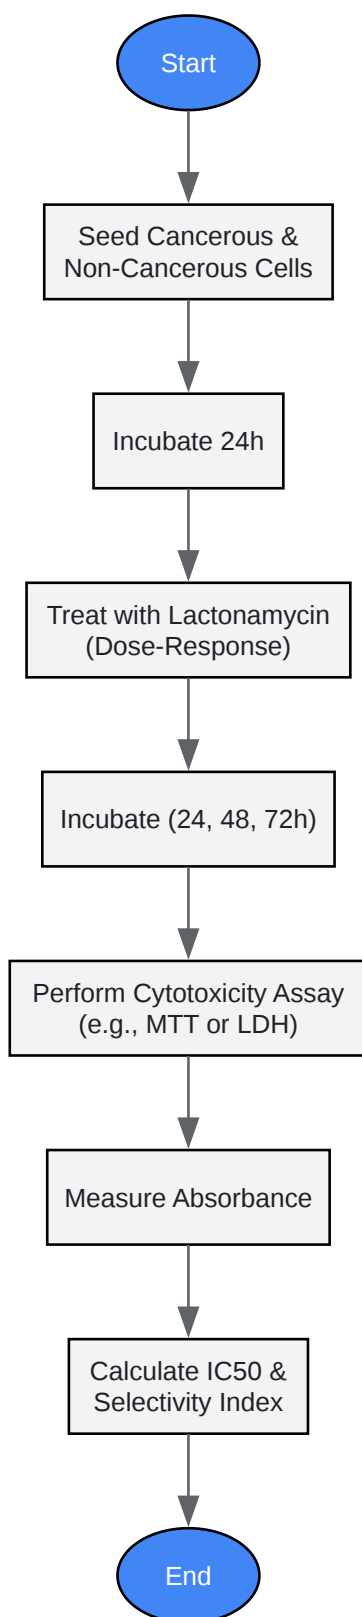 Start
Seed Cancerous &
Non-Cancerous Cells
Incubate 24h
Treat with Lactonamycin
(Dose-Response)
Incubate (24, 48, 72h)
Perform Cytotoxicity Assay
(e.g., MTT or LDH)
Measure Absorbance
Calculate IC50 &
Selectivity Index
End